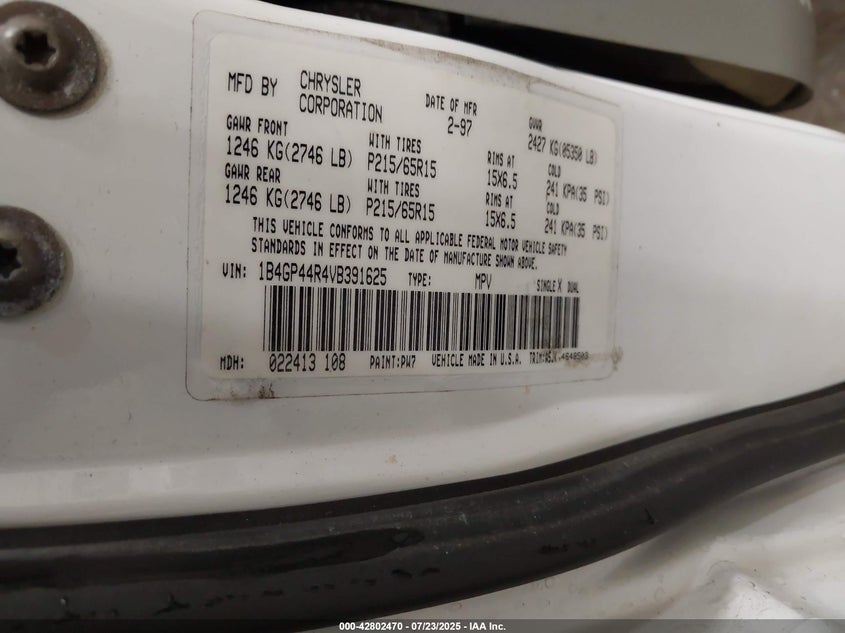 MFD BY CHRYSLER CORPORATION DATE OF MFR 2-97 GVWR 2427 KG(05350 LB)
GAWR FRONT WITH TIRES RIMS AT COLD
1246 KG(2746 LB) P215/65R15 15X6.5 241 KPA(35 PSI)
GAWR REAR WITH TIRES RIMS AT COLD
1246 KG(2746 LB) P215/65R15 15X6.5 241 KPA(35 PSI)
THIS VEHICLE CONFORMS TO ALL APPLICABLE FEDERAL MOTOR VEHICLE SAFETY
STANDARDS IN EFFECT ON THE DATE OF MANUFACTURE SHOWN ABOVE.
VIN: 1B4GP44R4VB391625 TYPE: MPV SINGLE X DUAL
MDH: 022413 108 PAINT:PW7 VEHICLE MADE IN U.S.A. TRIM:
000-42802470 - 07/23/2025 - IAA Inc.